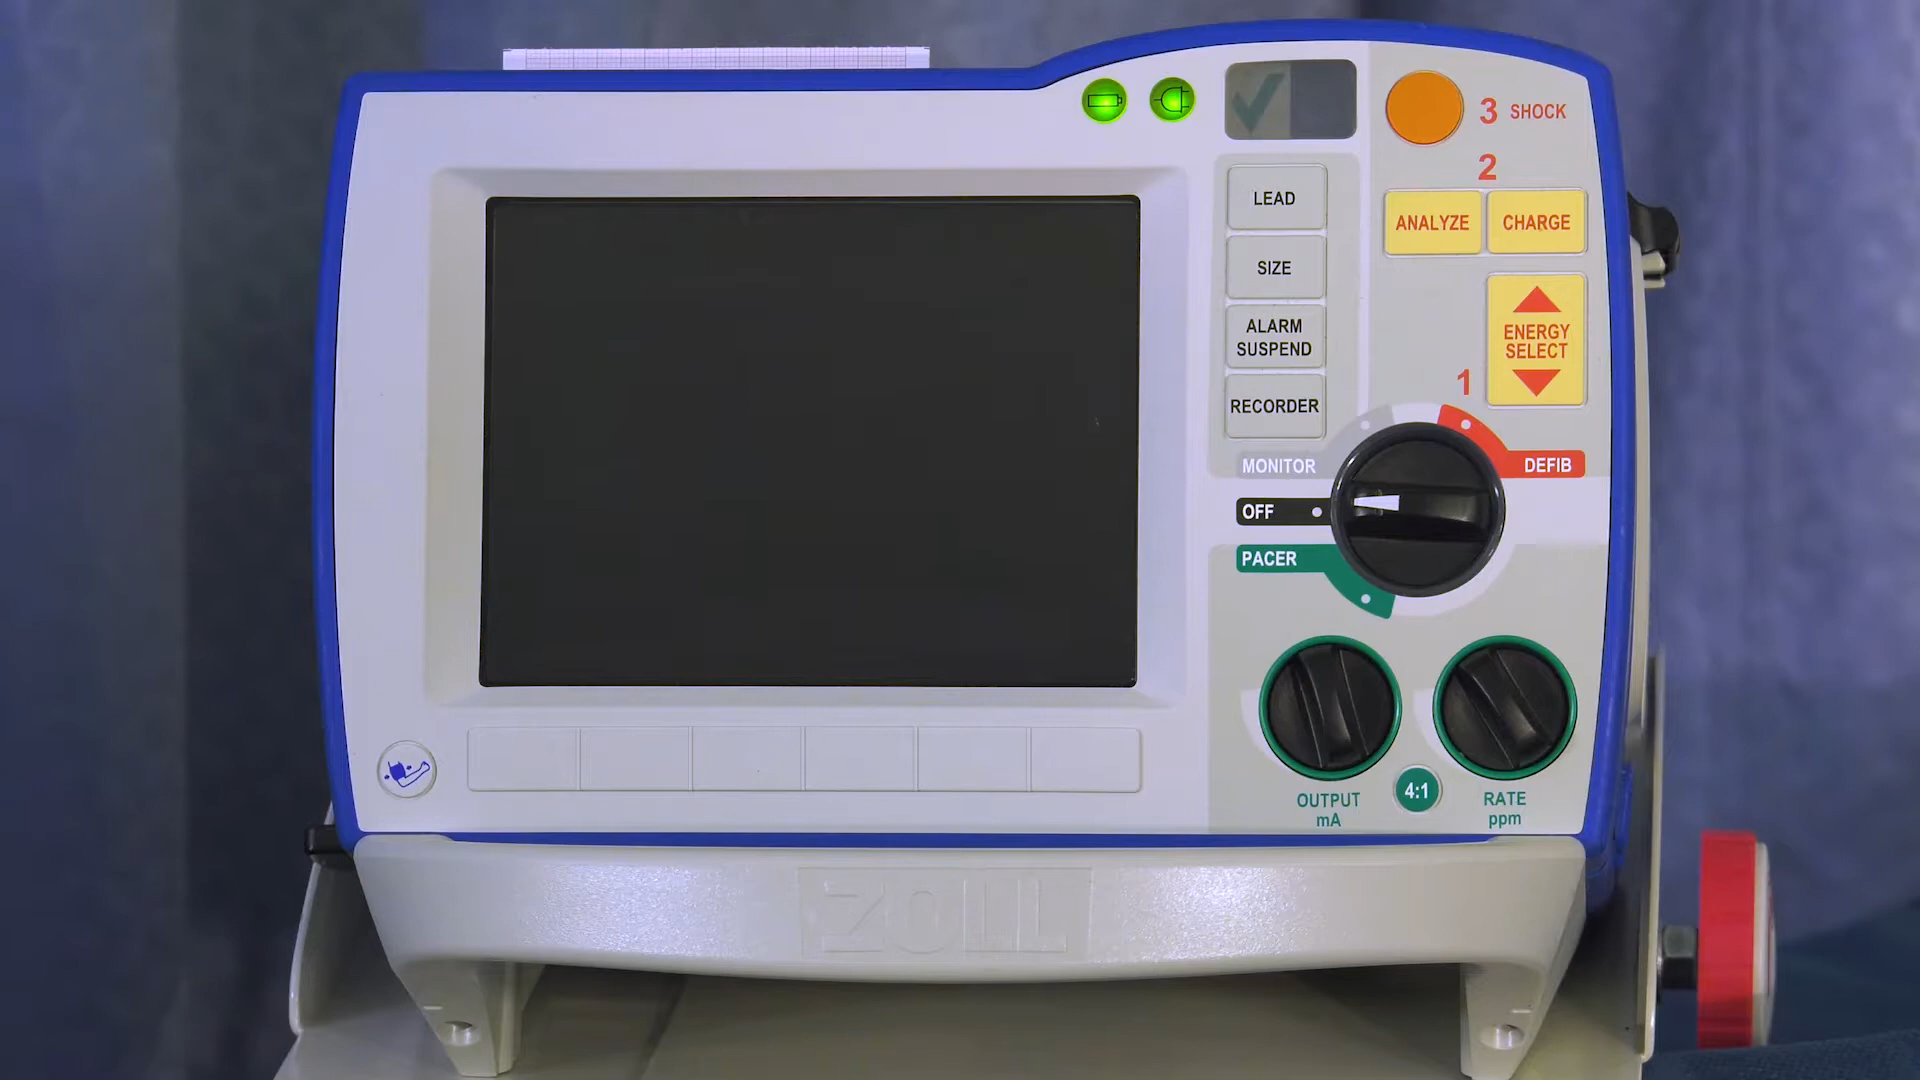 3 SHOCK
2
LEAD
ANALYZE
CHARGE
SIZE
ALARM
SUSPEND
ENERGY
SELECT
1
RECORDER
MONITOR
DEFIB
OFF
PACER
4:1
OUTPUT
mA
RATE
ppm
ZOLL